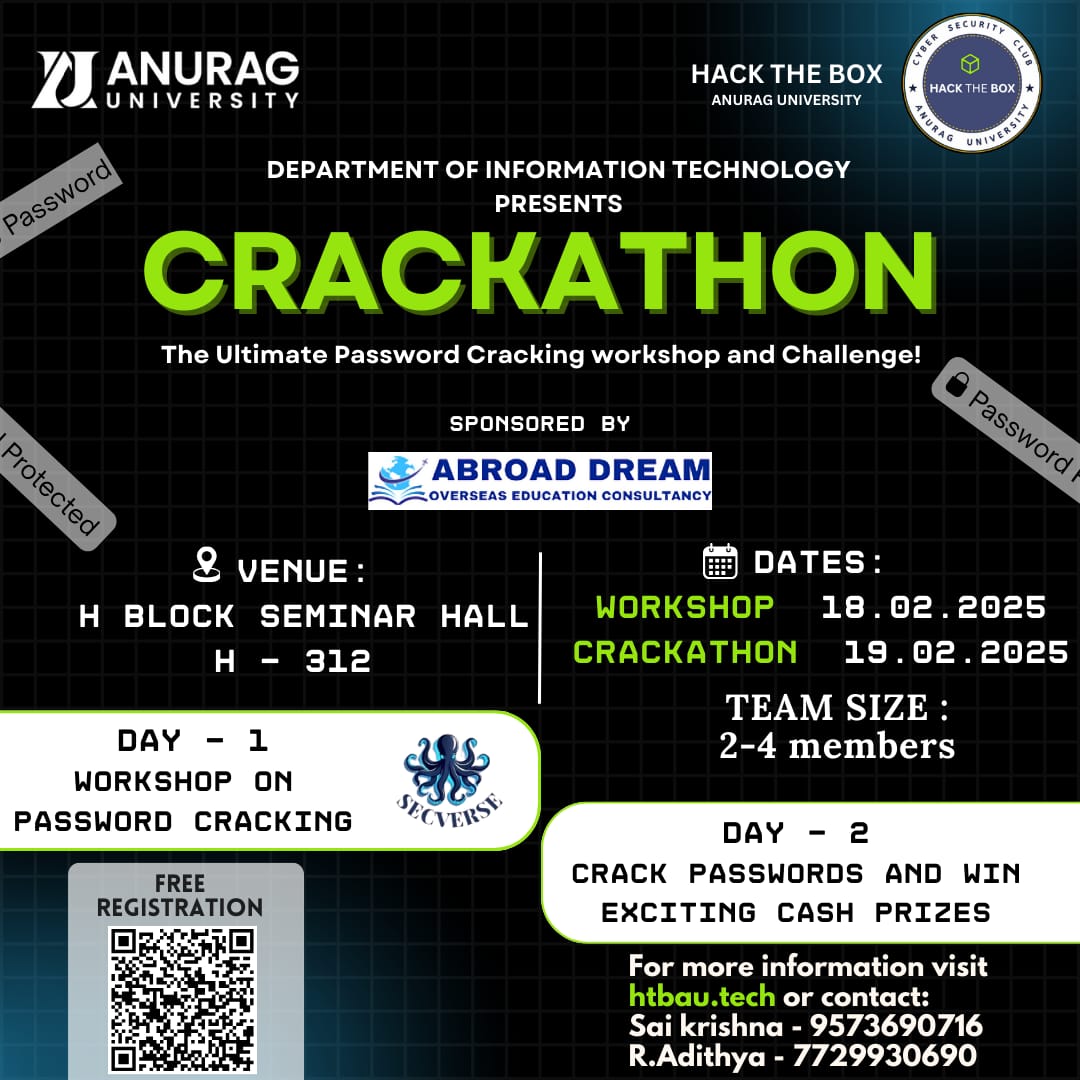 ANURAG
UNIVERSITY
HACK THE BOX
ANURAG UNIVERSITY
CYBER SECURITY CLUB
HACK THE BOX
ANURAG UNIVERSITY
DEPARTMENT OF INFORMATION TECHNOLOGY
PRESENTS
Password
CRACKATHON
The Ultimate Password Cracking workshop and Challenge!
Password
Protected
SPONSORED BY
ABROAD DREAM
OVERSEAS EDUCATION CONSULTANCY
VENUE:
H BLOCK SEMINAR HALL
H - 312
DATES:
WORKSHOP 18.02.2025
CRACKATHON 19.02.2025
TEAM SIZE :
2-4 members
DAY - 1
WORKSHOP ON
PASSWORD CRACKING
SECVERSE
DAY - 2
CRACK PASSWORDS AND WIN
EXCITING CASH PRIZES
FREE
REGISTRATION
For more information visit
htbau.tech or contact:
Sai krishna - 9573690716
R.Adithya - 7729930690